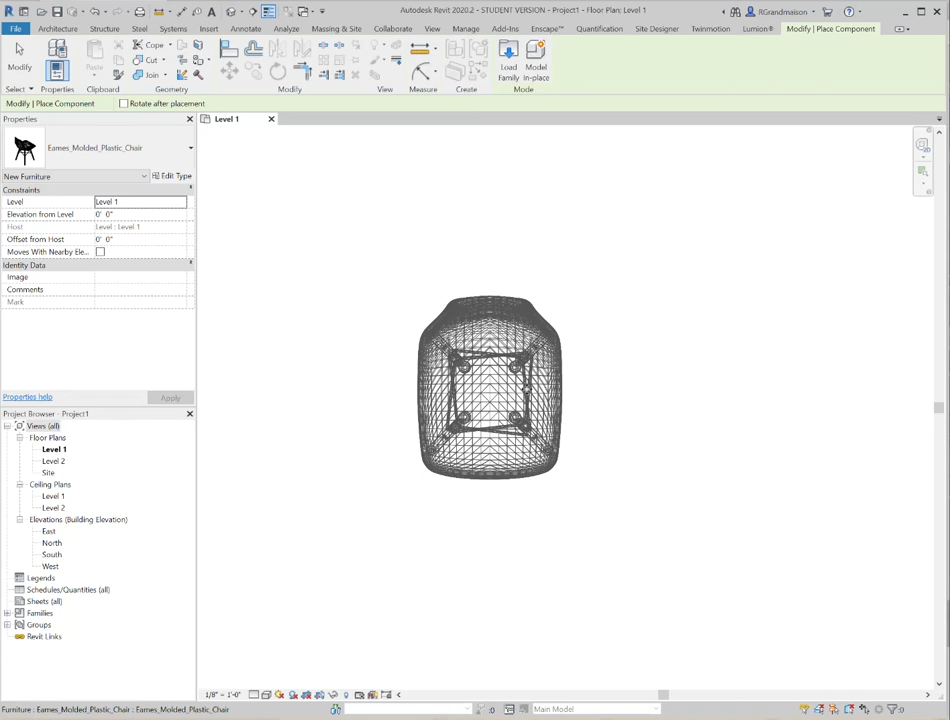 Autodesk Revit 2020.2 - STUDENT VERSION - Project1 - Floor Plan: Level 1
RGrandmaison
File Architecture Structure Steel Systems Insert Annotate Analyze Massing & Site Collaborate View Manage Add-Ins Enscape™ Quantification Site Designer Twinmotion Lumion® Modify | Place Component
Modify
Paste
Cope
Cut
Join
Load
Family
Model
In-place
Select Properties Clipboard Geometry Modify View Measure Create Mode
Modify | Place Component
Rotate after placement
Properties
Level 1
Eames_Molded_Plastic_Chair
New Furniture
Edit Type
Constraints
Level Level 1
Elevation from Level 0' 0"
Host Level : Level 1
Offset from Host 0' 0"
Moves With Nearby Ele...
Identity Data
Image
Comments
Mark
Properties help
Apply
Project Browser - Project1
Views (all)
Floor Plans
Level 1
Level 2
Site
Ceiling Plans
Level 1
Level 2
Elevations (Building Elevation)
East
North
South
West
Legends
Schedules/Quantities (all)
Sheets (all)
Families
Groups
Revit Links
1/8" = 1'-0"
Furniture : Eames_Molded_Plastic_Chair : Eames_Molded_Plastic_Chair
:0
Main Model
:0